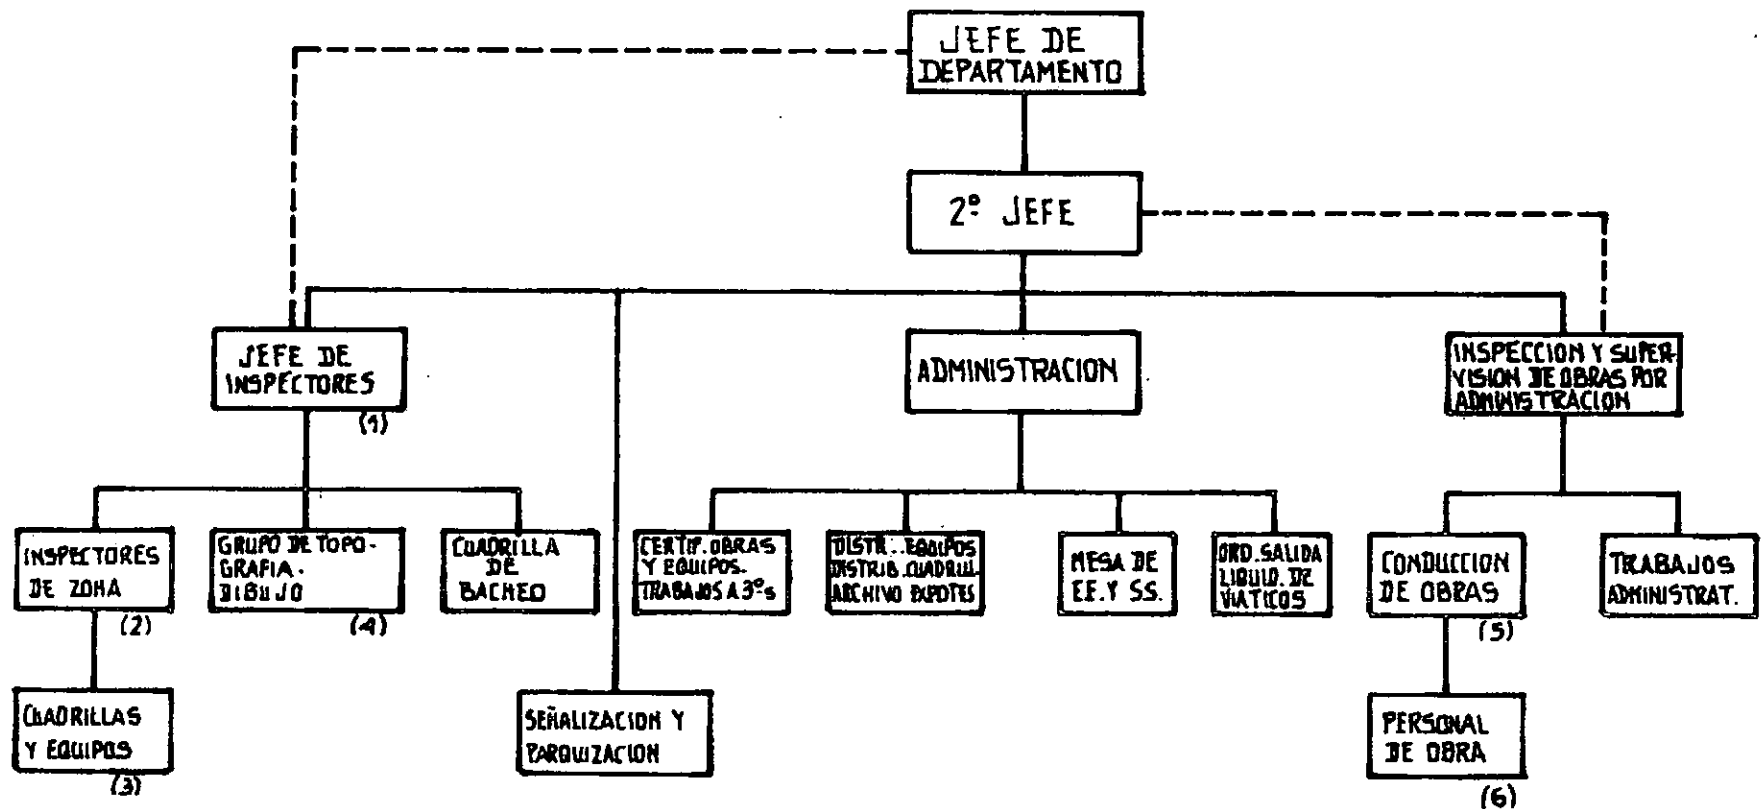 JEFE DE
DEPARTAMENTO
2º JEFE
JEFE DE
INSPECTORES
(1)
ADMINISTRACION
INSPECCION Y SUPER-
VISION DE OBRAS POR
ADMINISTRACION
INSPECTORES
DE ZONA
(2)
GRUPO DE TOPO-
GRAFIA.
DIBUJO
(4)
CUADRILLA
DE
BACHEO
CERTIF. OBRAS
Y EQUIPOS.
TRABAJOS A 3º-s
DISTR.. EQUIPOS
DISTRIB. CUADRILL.
ARCHIVO EXPDTES
MESA DE
EE. Y SS.
ORD. SALIDA
LIQUID. DE
VIATICOS
CONDUCCION
DE OBRAS
(5)
TRABAJOS
ADMINISTRAT.
CUADRILLAS
Y EQUIPOS
(3)
SEÑALIZACION Y
PARQUIZACION
PERSONAL
DE OBRA
(6)